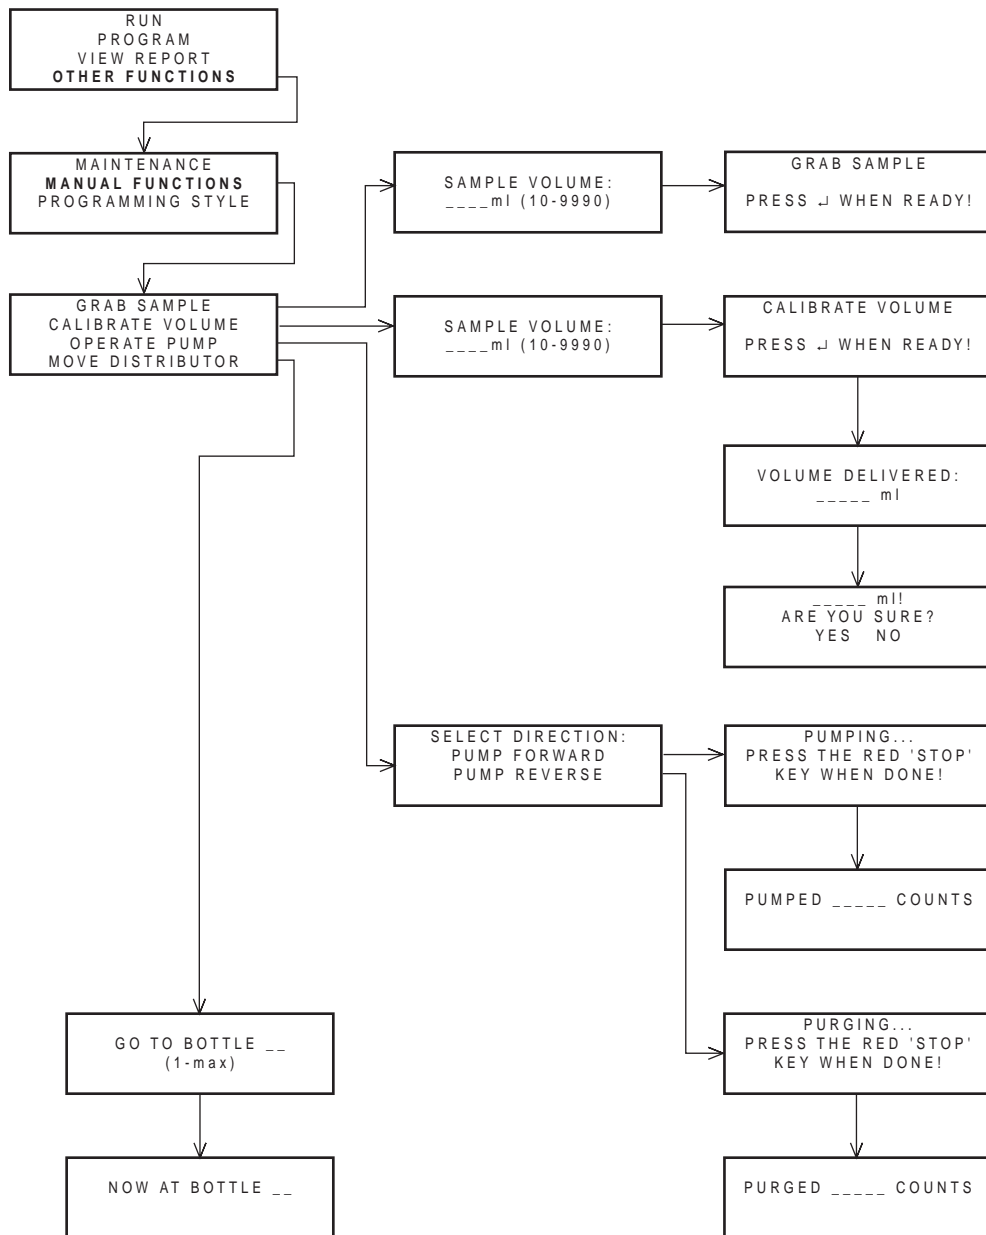 RUN
PROGRAM
VIEW REPORT
OTHER FUNCTIONS
MAINTENANCE
MANUAL FUNCTIONS
PROGRAMMING STYLE
GRAB SAMPLE
CALIBRATE VOLUME
OPERATE PUMP
MOVE DISTRIBUTOR
SAMPLE VOLUME:
____ml (10-9990)
GRAB SAMPLE
PRESS ↵ WHEN READY!
SAMPLE VOLUME:
____ml (10-9990)
CALIBRATE VOLUME
PRESS ↵ WHEN READY!
VOLUME DELIVERED:
_____ ml
_____ ml!
ARE YOU SURE?
YES NO
SELECT DIRECTION:
PUMP FORWARD
PUMP REVERSE
PUMPING...
PRESS THE RED 'STOP'
KEY WHEN DONE!
PUMPED _____ COUNTS
PURGING...
PRESS THE RED 'STOP'
KEY WHEN DONE!
PURGED _____ COUNTS
GO TO BOTTLE __
(1-max)
NOW AT BOTTLE __